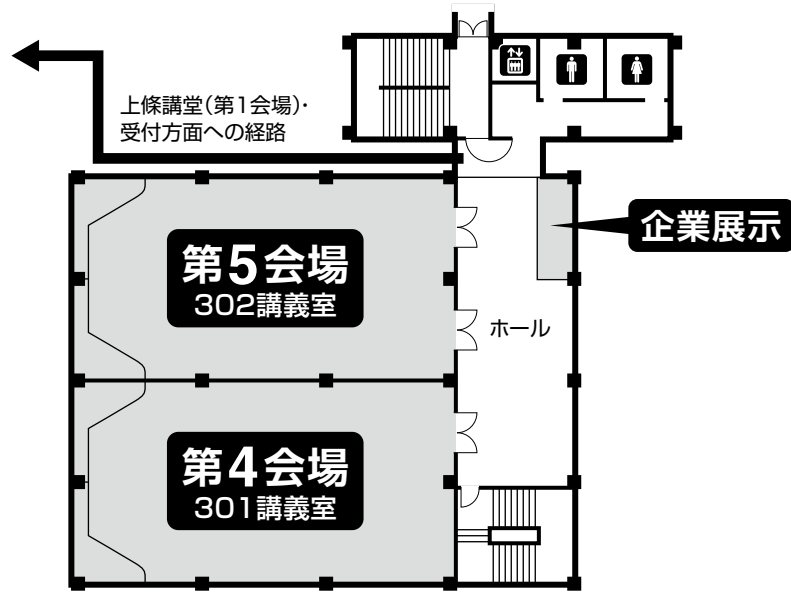 上條講堂（第1会場）・
受付方面への経路
企業展示
第5会場
302講義室
ホール
第4会場
301講義室